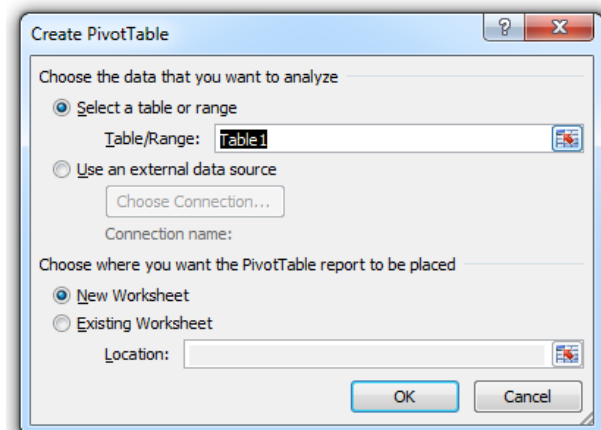 Create PivotTable
Choose the data that you want to analyze
Select a table or range
Table/Range: Table1
Use an external data source
Choose Connection...
Connection name:
Choose where you want the PivotTable report to be placed
New Worksheet
Existing Worksheet
Location:
OK Cancel